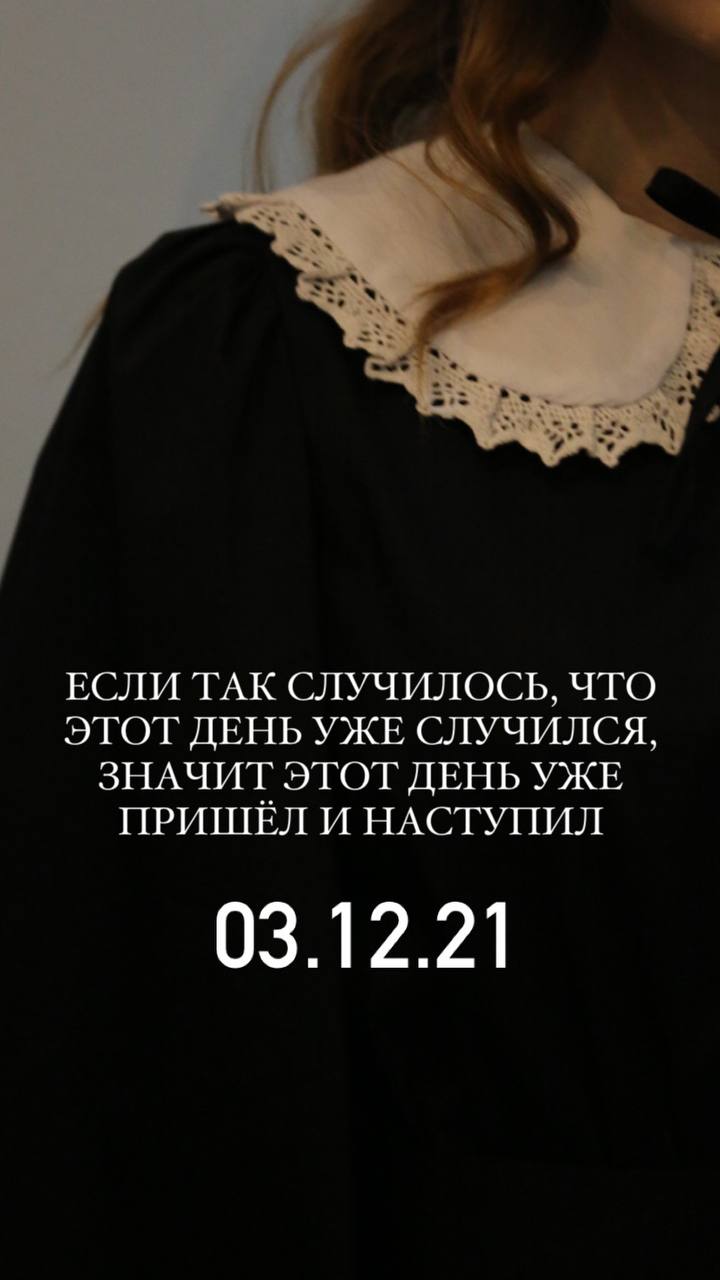 ЕСЛИ ТАК СЛУЧИЛОСЬ, ЧТО
ЭТОТ ДЕНЬ УЖЕ СЛУЧИЛСЯ,
ЗНАЧИТ ЭТОТ ДЕНЬ УЖЕ
ПРИШЁЛ И НАСТУПИЛ
03.12.21